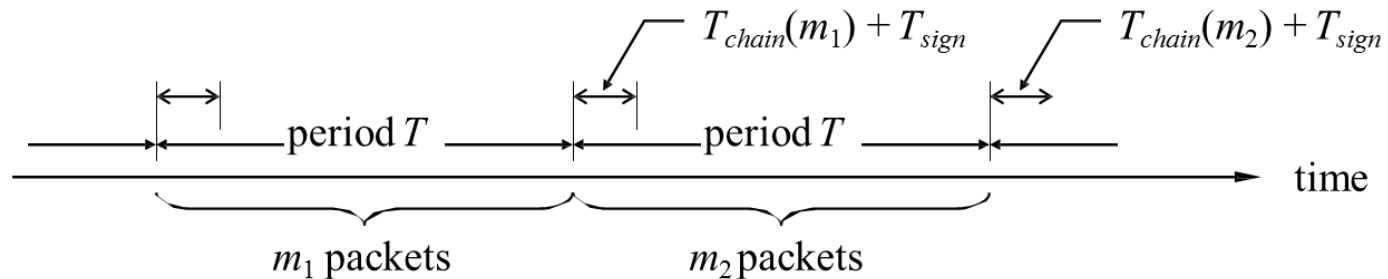 T_chain(m_1) + T_sign T_chain(m_2) + T_sign
period T period T
time
m_1 packets m_2 packets